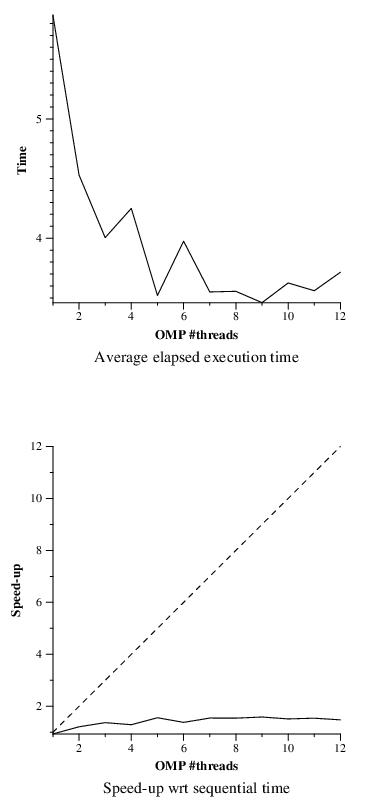 5
4
Time
2 4 6 8 10 12
OMP #threads
Average elapsed execution time
12
10
8
6
4
2
Speed-up
2 4 6 8 10 12
OMP #threads
Speed-up wrt sequential time